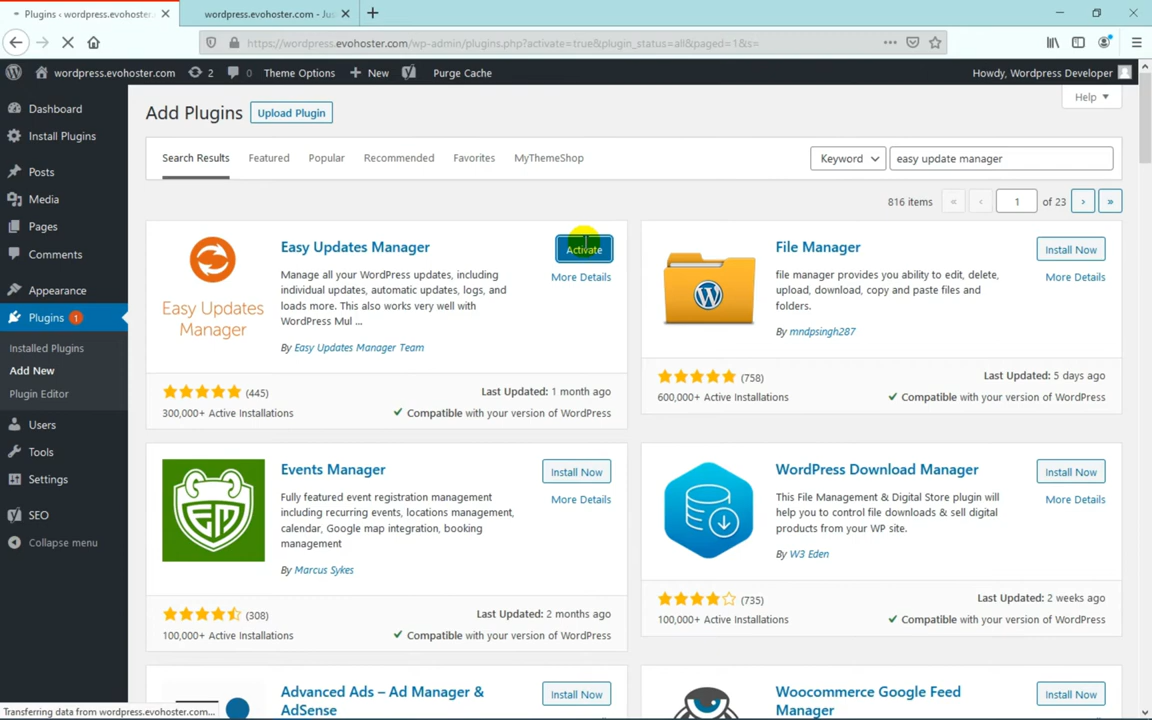 Plugins ‹ wordpress.evohoster.com
wordpress.evohoster.com - Jus
https://wordpress.evohoster.com/wp-admin/plugins.php?activate=true&plugin_status=all&paged=1&s=
wordpress.evohoster.com
2
0
Theme Options
New
Purge Cache
Howdy, Wordpress Developer
Dashboard
Install Plugins
Posts
Media
Pages
Comments
Appearance
Plugins 1
Installed Plugins
Add New
Plugin Editor
Users
Tools
Settings
SEO
Collapse menu
Help
Add Plugins
Upload Plugin
Search Results
Featured
Popular
Recommended
Favorites
MyThemeShop
Keyword
easy update manager
816 items
« ‹ 1 of 23 › »
Easy Updates Manager
Activate
More Details
Manage all your WordPress updates, including
individual updates, automatic updates, logs, and
loads more. This also works very well with
WordPress Mul ...
By Easy Updates Manager Team
Easy Updates
Manager
(445)
300,000+ Active Installations
Last Updated: 1 month ago
Compatible with your version of WordPress
File Manager
Install Now
More Details
file manager provides you ability to edit, delete,
upload, download, copy and paste files and
folders.
By mndpsingh287
(758)
600,000+ Active Installations
Last Updated: 5 days ago
Compatible with your version of WordPress
Events Manager
Install Now
More Details
Fully featured event registration management
including recurring events, locations management,
calendar, Google map integration, booking
management
By Marcus Sykes
EM
(308)
100,000+ Active Installations
Last Updated: 2 months ago
Compatible with your version of WordPress
WordPress Download Manager
Install Now
More Details
This File Management & Digital Store plugin will
help you to control file downloads & sell digital
products from your WP site.
By W3 Eden
(735)
100,000+ Active Installations
Last Updated: 2 weeks ago
Compatible with your version of WordPress
Advanced Ads – Ad Manager &
AdSense
Install Now
Woocommerce Google Feed
Manager
Install Now
Transferring data from wordpress.evohoster.com...